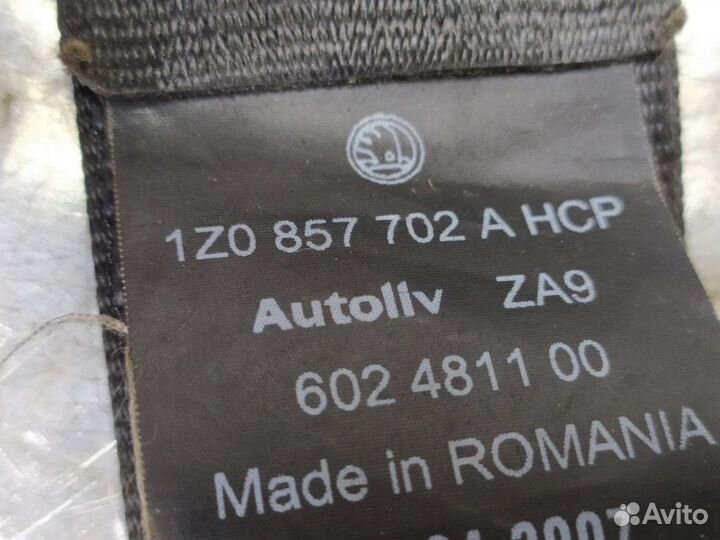 1Z0 857 702 A HCP
Autoliv ZA9
602 4811 00
Made in ROMANIA
Avito